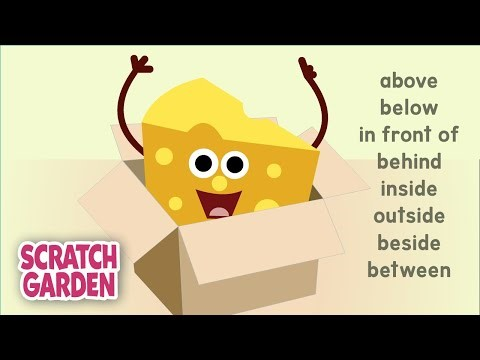 above
below
in front of
behind
inside
outside
beside
between
SCRATCH
GARDEN